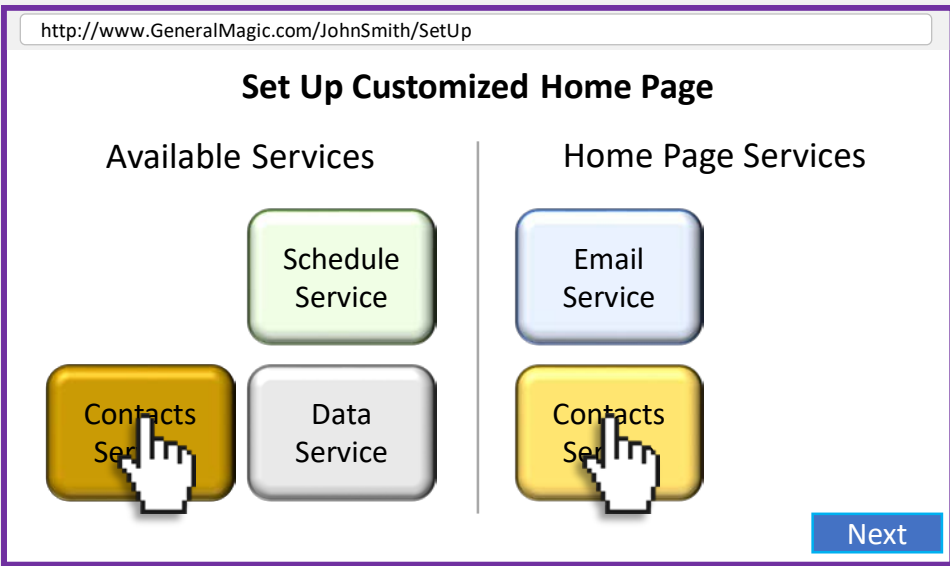 http://www.GeneralMagic.com/JohnSmith/SetUp
Set Up Customized Home Page
Available Services
Home Page Services
Schedule
Service
Email
Service
Contacts
Data
Service
Contacts
Next